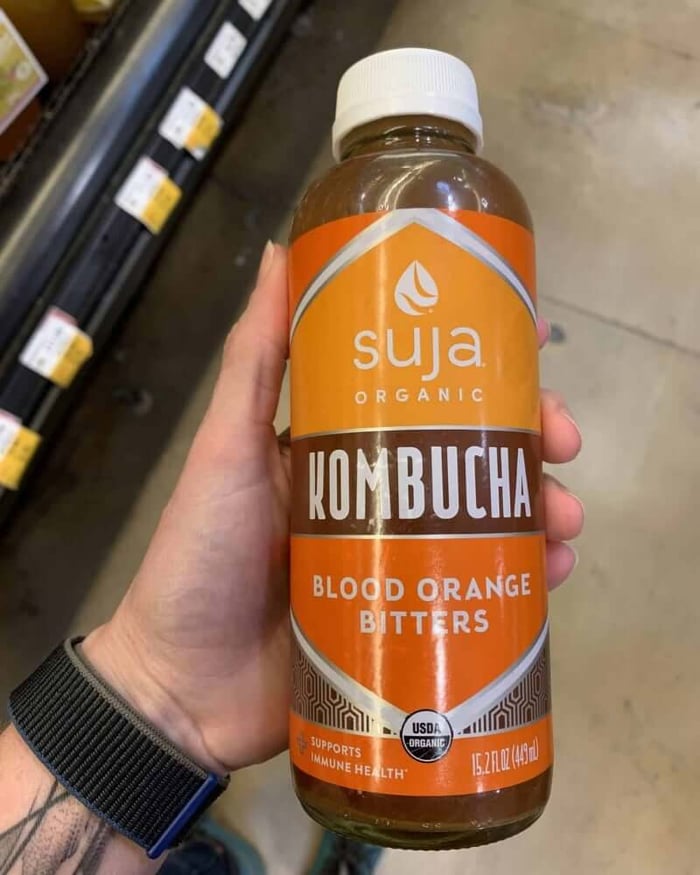 suja
ORGANIC
KOMBUCHA
BLOOD ORANGE
BITTERS
USDA
ORGANIC
+ SUPPORTS
IMMUNE HEALTH*
15.2 FL OZ (449 mL)